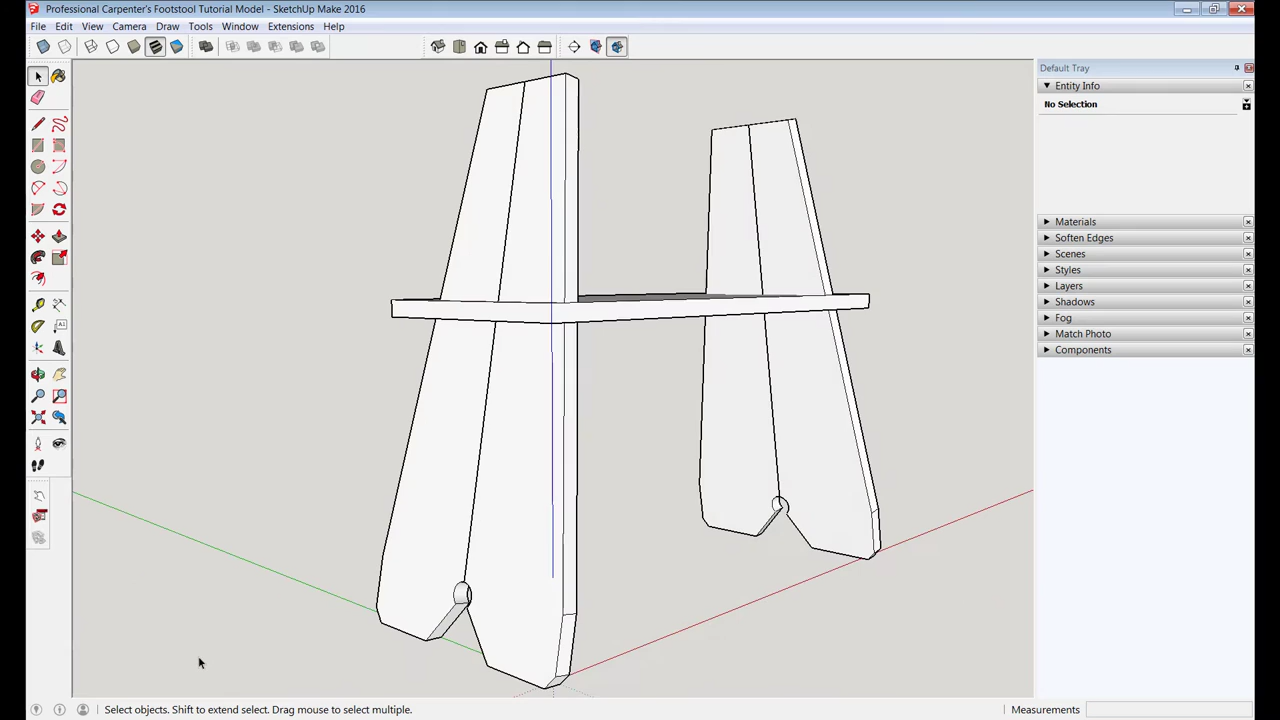 Professional Carpenter's Footstool Tutorial Model - SketchUp Make 2016
File Edit View Camera Draw Tools Window Extensions Help
Default Tray
Entity Info
No Selection
Materials
Soften Edges
Scenes
Styles
Layers
Shadows
Fog
Match Photo
Components
Select objects. Shift to extend select. Drag mouse to select multiple.
Measurements